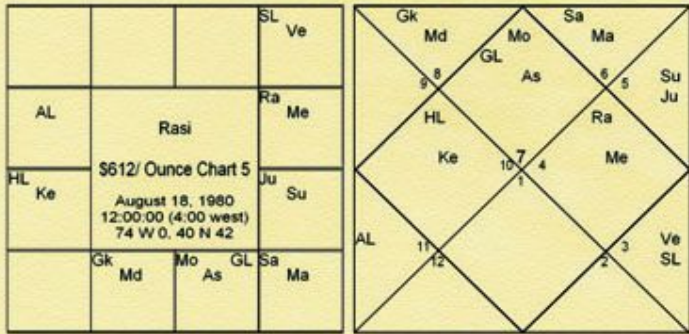 SL
Ve
AL
Ra
Me
HL
Ke
Rasi
$612/ Ounce Chart 5
August 18, 1980
12:00:00 (4:00 west)
74 W 0, 40 N 42
Ju
Su
Gk
Md
Mo GL
As
Sa
Ma
Gk
Md
Mo
GL
As
Sa
Ma
9 8
6 5
Su
Ju
HL
Ke
Ra
Me
10 7 4
1
AL
11
12
3
2
Ve
SL